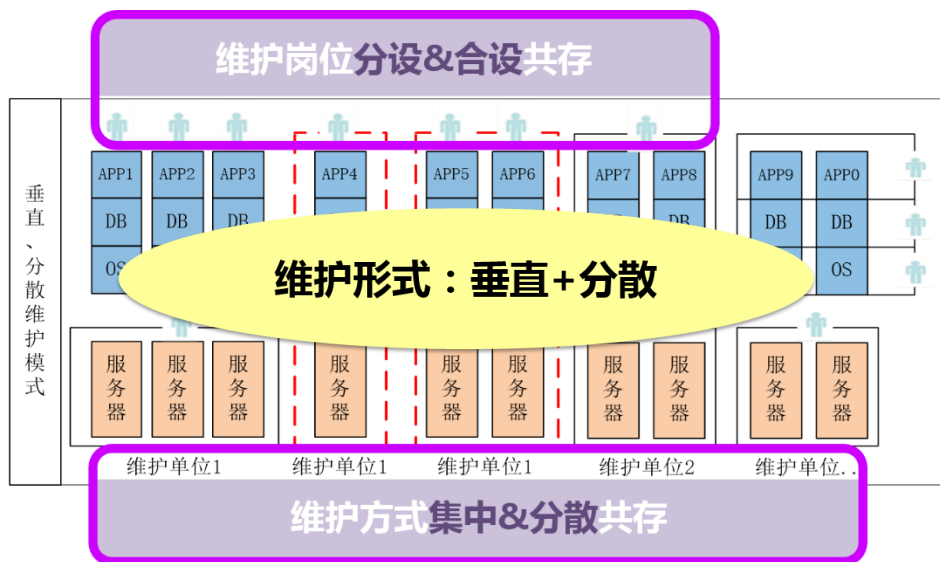 维护岗位分设&合设共存
垂直、分散维护模式
APP1 APP2 APP3 APP4 APP5 APP6 APP7 APP8 APP9 APP0
DB DB DB DB DB DB
OS OS
维护形式：垂直+分散
服务器 服务器 服务器 服务器 服务器 服务器 服务器 服务器 服务器 服务器
维护单位1 维护单位1 维护单位1 维护单位2 维护单位..
维护方式集中&分散共存